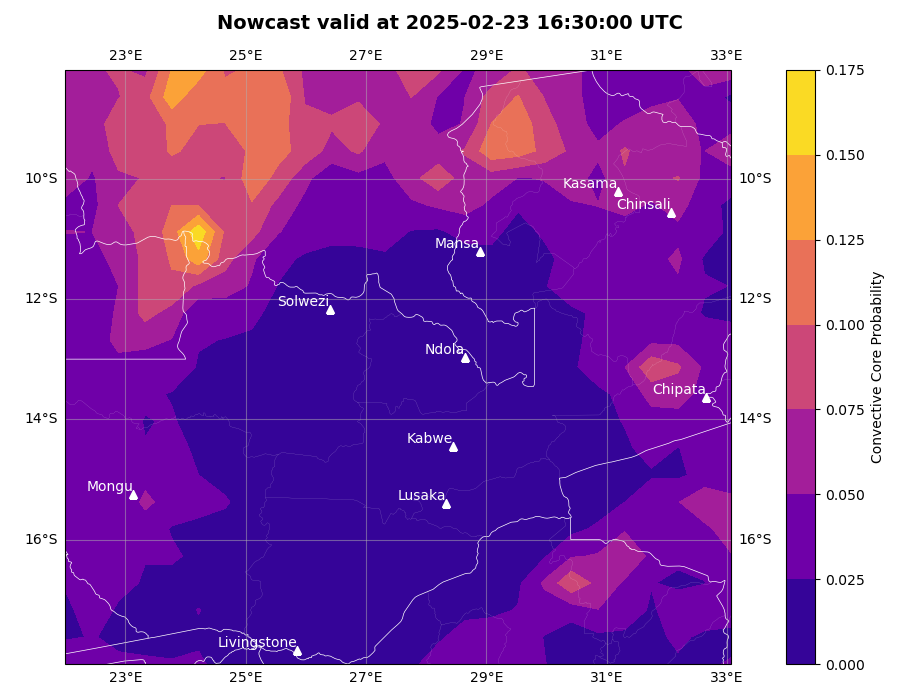 Nowcast valid at 2025-02-23 16:30:00 UTC
23°E 25°E 27°E 29°E 31°E 33°E
0.175
0.150
10°S 10°S
Kasama
Chinsali
0.125
Mansa
12°S 12°S
Solwezi
0.100
Ndola
Chipata
0.075
14°S 14°S
Kabwe
Mongu
Lusaka
0.050
16°S 16°S
0.025
Livingstone
0.000
23°E 25°E 27°E 29°E 31°E 33°E
Convective Core Probability